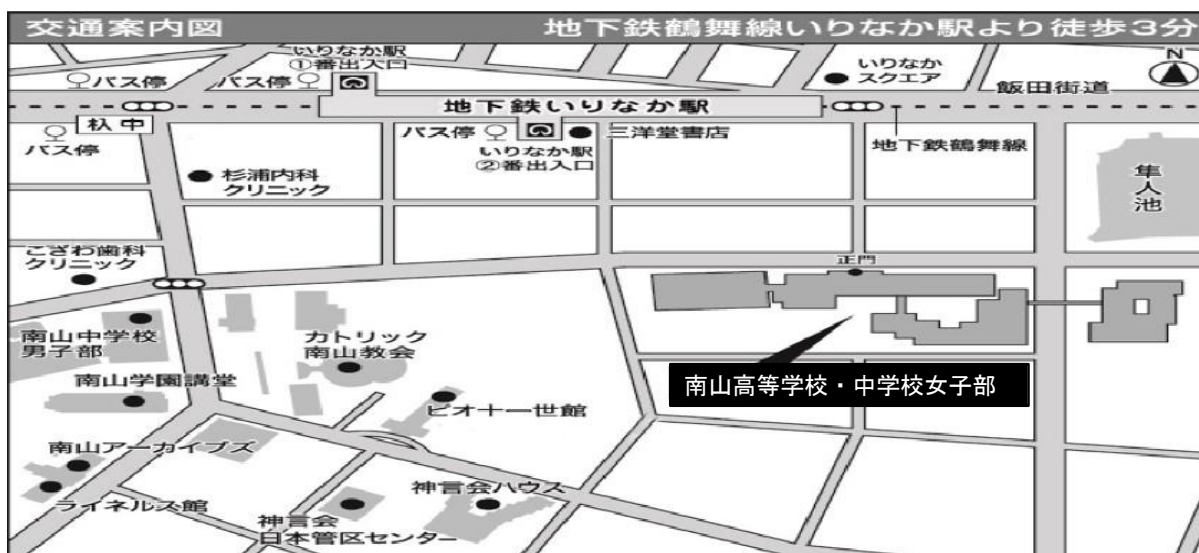 交通案内図
地下鉄鶴舞線いりなか駅より徒歩3分
いりなか駅
①番出入口
バス停
バス停
いりなか
スクエア
N
飯田街道
地下鉄いりなか駅
杁中
バス停
バス停
三洋堂書店
いりなか駅
②番出入口
地下鉄鶴舞線
杉浦内科
クリニック
隼人池
こざわ歯科
クリニック
正門
南山中学校
男子部
カトリック
南山教会
南山学園講堂
南山高等学校・中学校女子部
ピオ十一世館
南山アーカイブズ
ライネルス館
神言会ハウス
神言会
日本管区センター